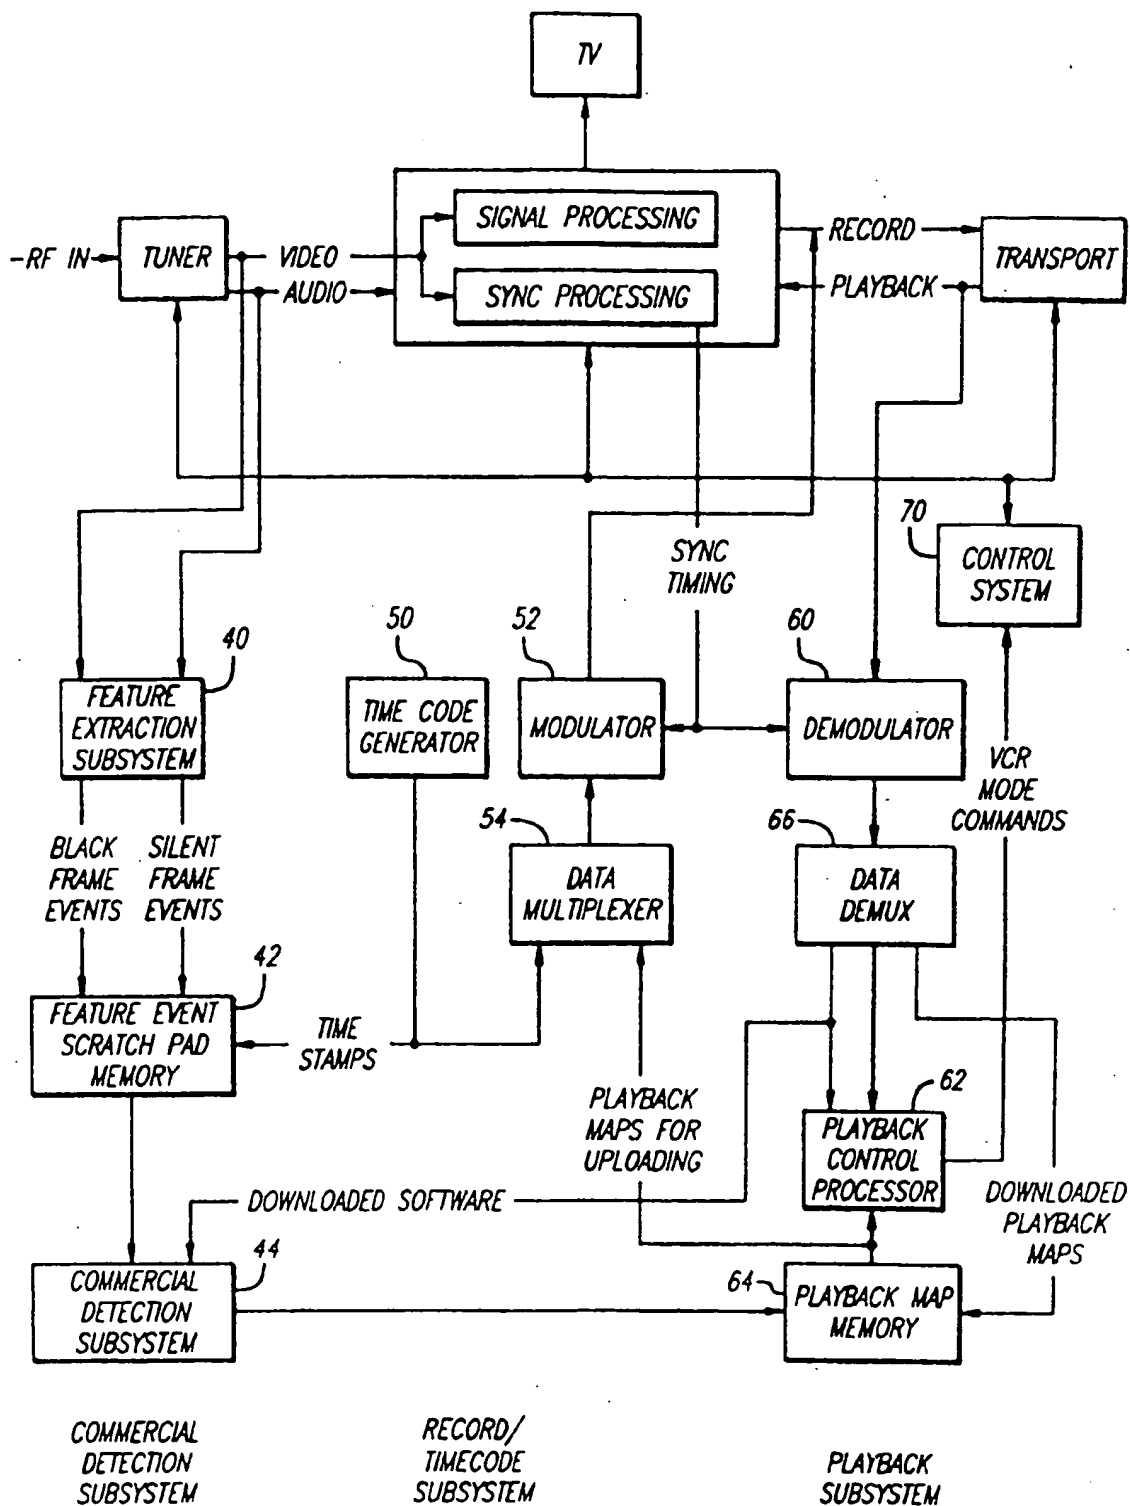 TV
SIGNAL PROCESSING
SYNC PROCESSING
-RF IN
TUNER
VIDEO
AUDIO
RECORD
PLAYBACK
TRANSPORT
70
CONTROL
SYSTEM
SYNC
TIMING
40
FEATURE
EXTRACTION
SUBSYSTEM
50
TIME CODE
GENERATOR
52
MODULATOR
60
DEMODULATOR
VCR
MODE
COMMANDS
BLACK
FRAME
EVENTS
SILENT
FRAME
EVENTS
54
DATA
MULTIPLEXER
66
DATA
DEMUX
42
FEATURE EVENT
SCRATCH PAD
MEMORY
TIME
STAMPS
PLAYBACK
MAPS FOR
UPLOADING
62
PLAYBACK
CONTROL
PROCESSOR
DOWNLOADED
PLAYBACK
MAPS
DOWNLOADED SOFTWARE
44
COMMERCIAL
DETECTION
SUBSYSTEM
64
PLAYBACK MAP
MEMORY
COMMERCIAL
DETECTION
SUBSYSTEM
RECORD/
TIMECODE
SUBSYSTEM
PLAYBACK
SUBSYSTEM